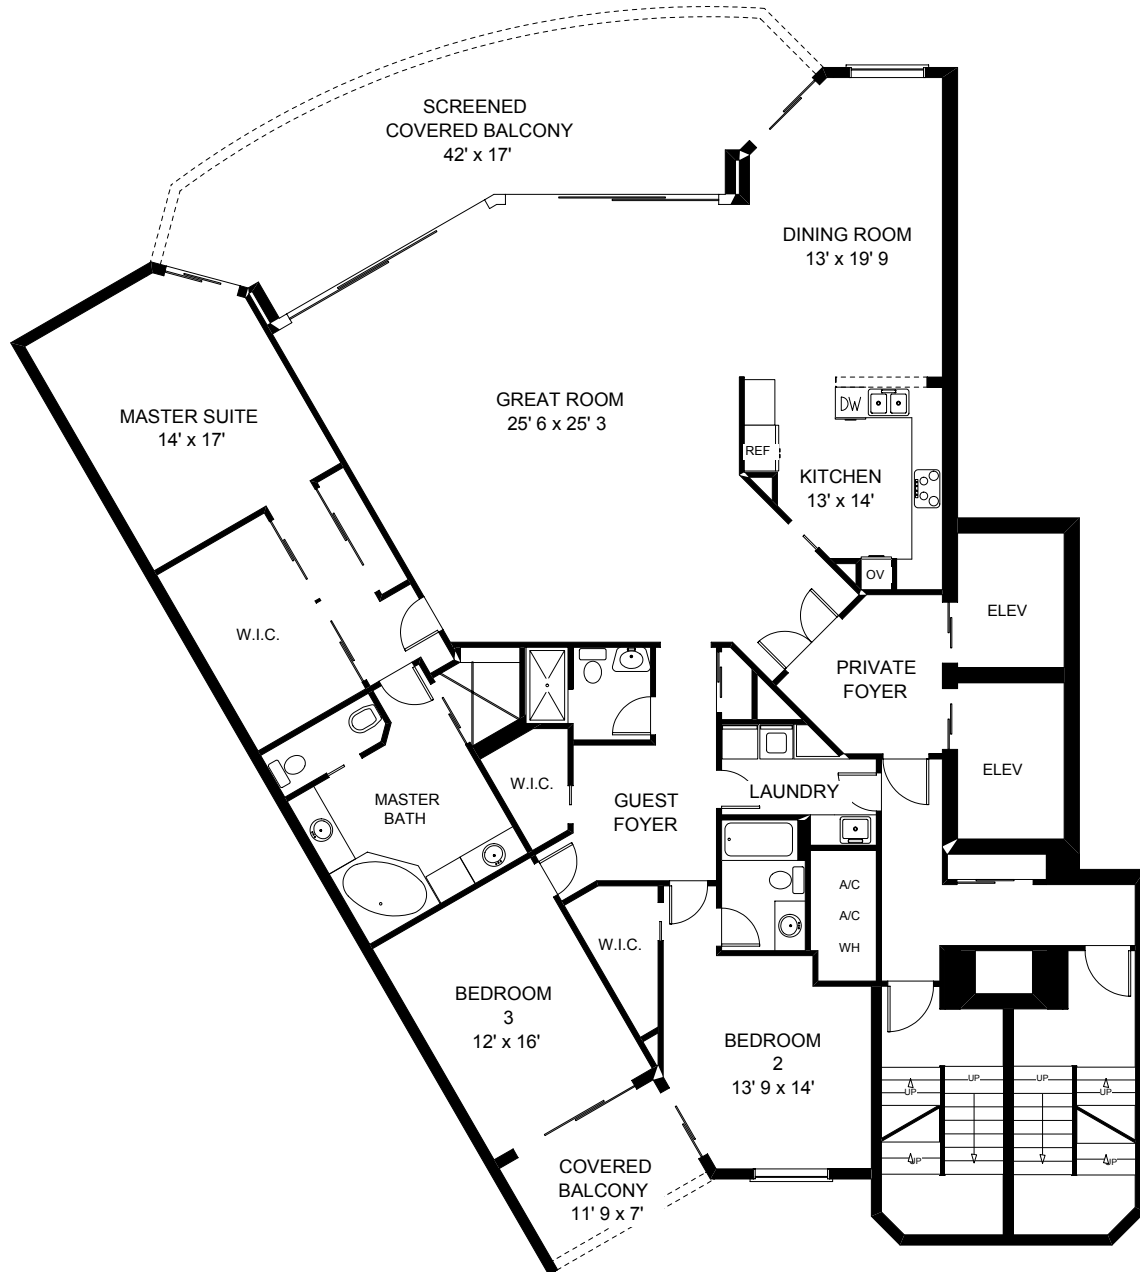 SCREENED
COVERED BALCONY
42' x 17'
DINING ROOM
13' x 19' 9
MASTER SUITE
14' x 17'
GREAT ROOM
25' 6 x 25' 3
DW
REF
KITCHEN
13' x 14'
OV
ELEV
W.I.C.
PRIVATE
FOYER
ELEV
W.I.C.
LAUNDRY
MASTER
BATH
GUEST
FOYER
A/C
A/C
WH
W.I.C.
BEDROOM
3
12' x 16'
BEDROOM
2
13' 9 x 14'
UP
UP
UP
UP
UP
UP
COVERED
BALCONY
11' 9 x 7'